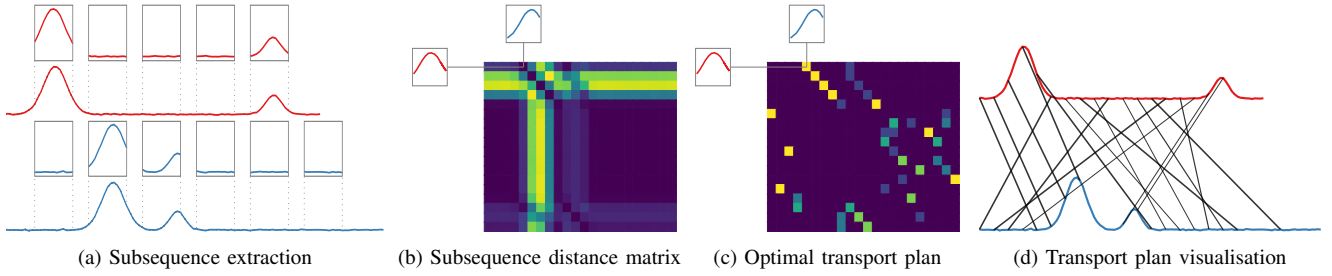 (a) Subsequence extraction
(b) Subsequence distance matrix
(c) Optimal transport plan
(d) Transport plan visualisation